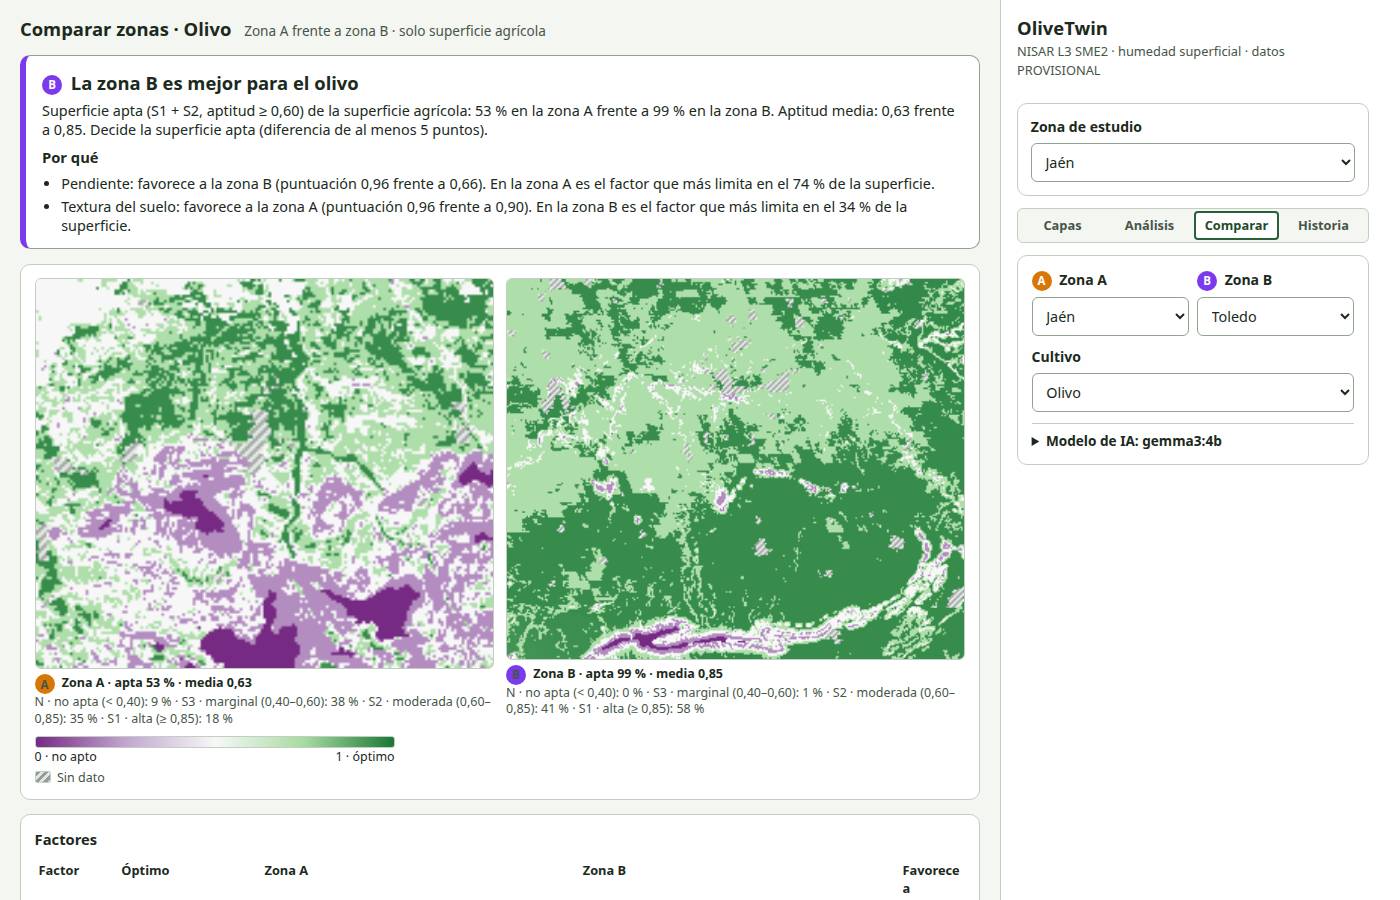 Comparar zonas · Olivo Zona A frente a zona B · solo superficie agrícola
B La zona B es mejor para el olivo
Superficie apta (S1 + S2, aptitud ≥ 0,60) de la superficie agrícola: 53 % en la zona A frente a 99 % en la zona B. Aptitud media: 0,63 frente
a 0,85. Decide la superficie apta (diferencia de al menos 5 puntos).
Por qué
• Pendiente: favorece a la zona B (puntuación 0,96 frente a 0,66). En la zona A es el factor que más limita en el 74 % de la superficie.
• Textura del suelo: favorece a la zona A (puntuación 0,96 frente a 0,90). En la zona B es el factor que más limita en el 34 % de la
superficie.
A Zona A · apta 53 % · media 0,63
N · no apta (< 0,40): 9 % · S3 · marginal (0,40–0,60): 38 % · S2 · moderada (0,60–
0,85): 35 % · S1 · alta (≥ 0,85): 18 %
B Zona B · apta 99 % · media 0,85
N · no apta (< 0,40): 0 % · S3 · marginal (0,40–0,60): 1 % · S2 · moderada (0,60–
0,85): 41 % · S1 · alta (≥ 0,85): 58 %
0 · no apto 1 · óptimo
Sin dato
Factores
Factor Óptimo Zona A Zona B Favorece
a
OliveTwin
NISAR L3 SME2 · humedad superficial · datos
PROVISIONAL
Zona de estudio
Jaén
Capas Análisis Comparar Historia
A Zona A B Zona B
Jaén Toledo
Cultivo
Olivo
Modelo de IA: gemma3:4b